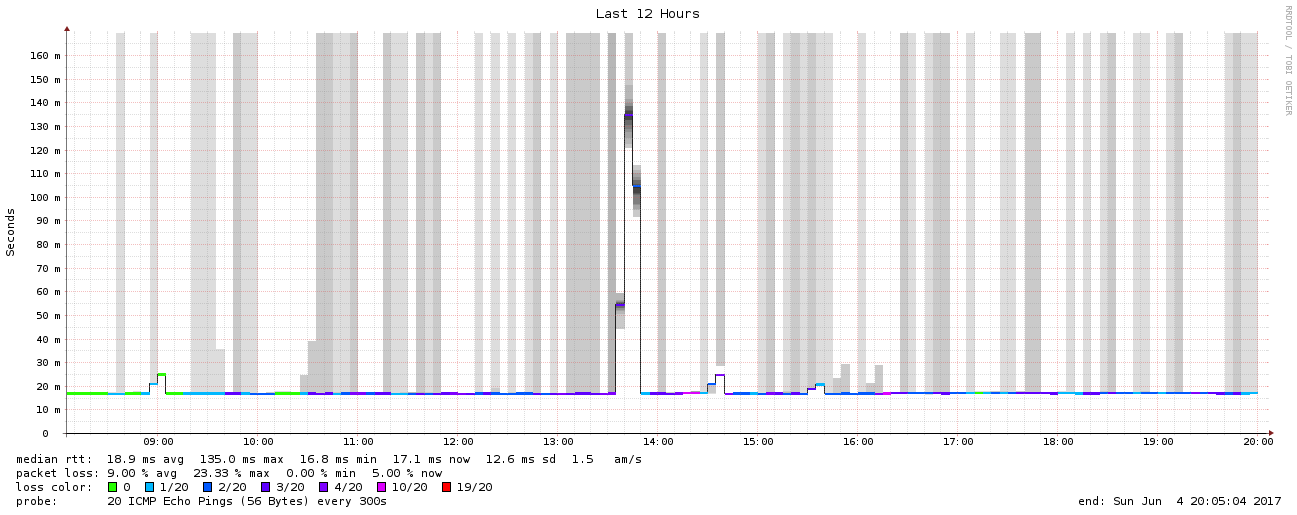 Last 12 Hours
RRDTOOL / TOBI OETIKER
Seconds
160 m
150 m
140 m
130 m
120 m
110 m
100 m
90 m
80 m
70 m
60 m
50 m
40 m
30 m
20 m
10 m
0
09:00 10:00 11:00 12:00 13:00 14:00 15:00 16:00 17:00 18:00 19:00 20:00
median rtt: 18.9 ms avg 135.0 ms max 16.8 ms min 17.1 ms now 12.6 ms sd 1.5 am/s
packet loss: 9.00 % avg 23.33 % max 0.00 % min 5.00 % now
loss color: 0 1/20 2/20 3/20 4/20 10/20 19/20
probe: 20 ICMP Echo Pings (56 Bytes) every 300s end: Sun Jun 4 20:05:04 2017